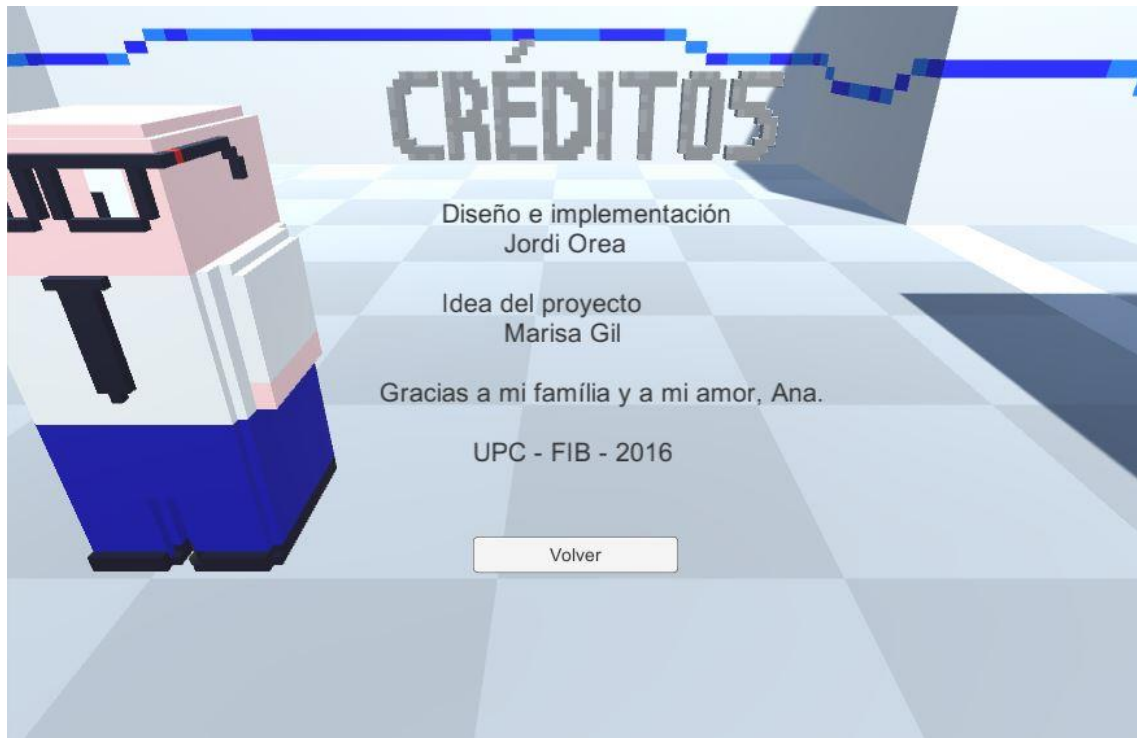 CRÉDITOS
Diseño e implementación
Jordi Orea
Idea del proyecto
Marisa Gil
Gracias a mi família y a mi amor, Ana.
UPC - FIB - 2016
Volver